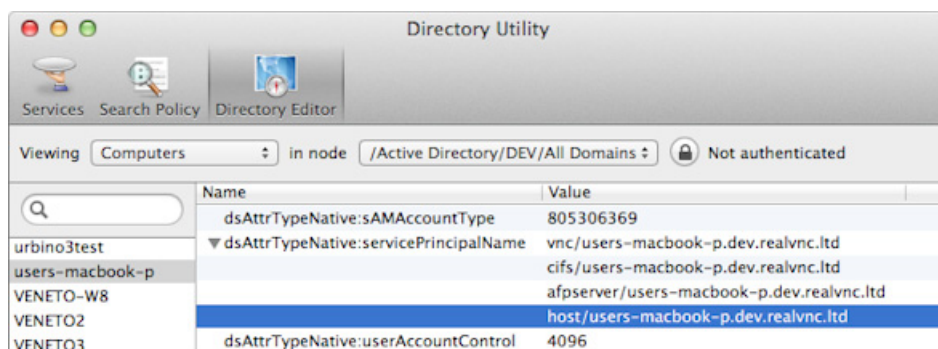 Directory Utility
Services Search Policy Directory Editor
Viewing Computers in node /Active Directory/DEV/All Domains Not authenticated
Name Value
dsAttrTypeNative:sAMAccountType 805306369
urbino3test dsAttrTypeNative:servicePrincipalName vnc/users-macbook-p.dev.realvnc.ltd
users-macbook-p cifs/users-macbook-p.dev.realvnc.ltd
VENETO-W8 afpserver/users-macbook-p.dev.realvnc.ltd
VENETO2 host/users-macbook-p.dev.realvnc.ltd
VENETO3 dsAttrTypeNative:userAccountControl 4096